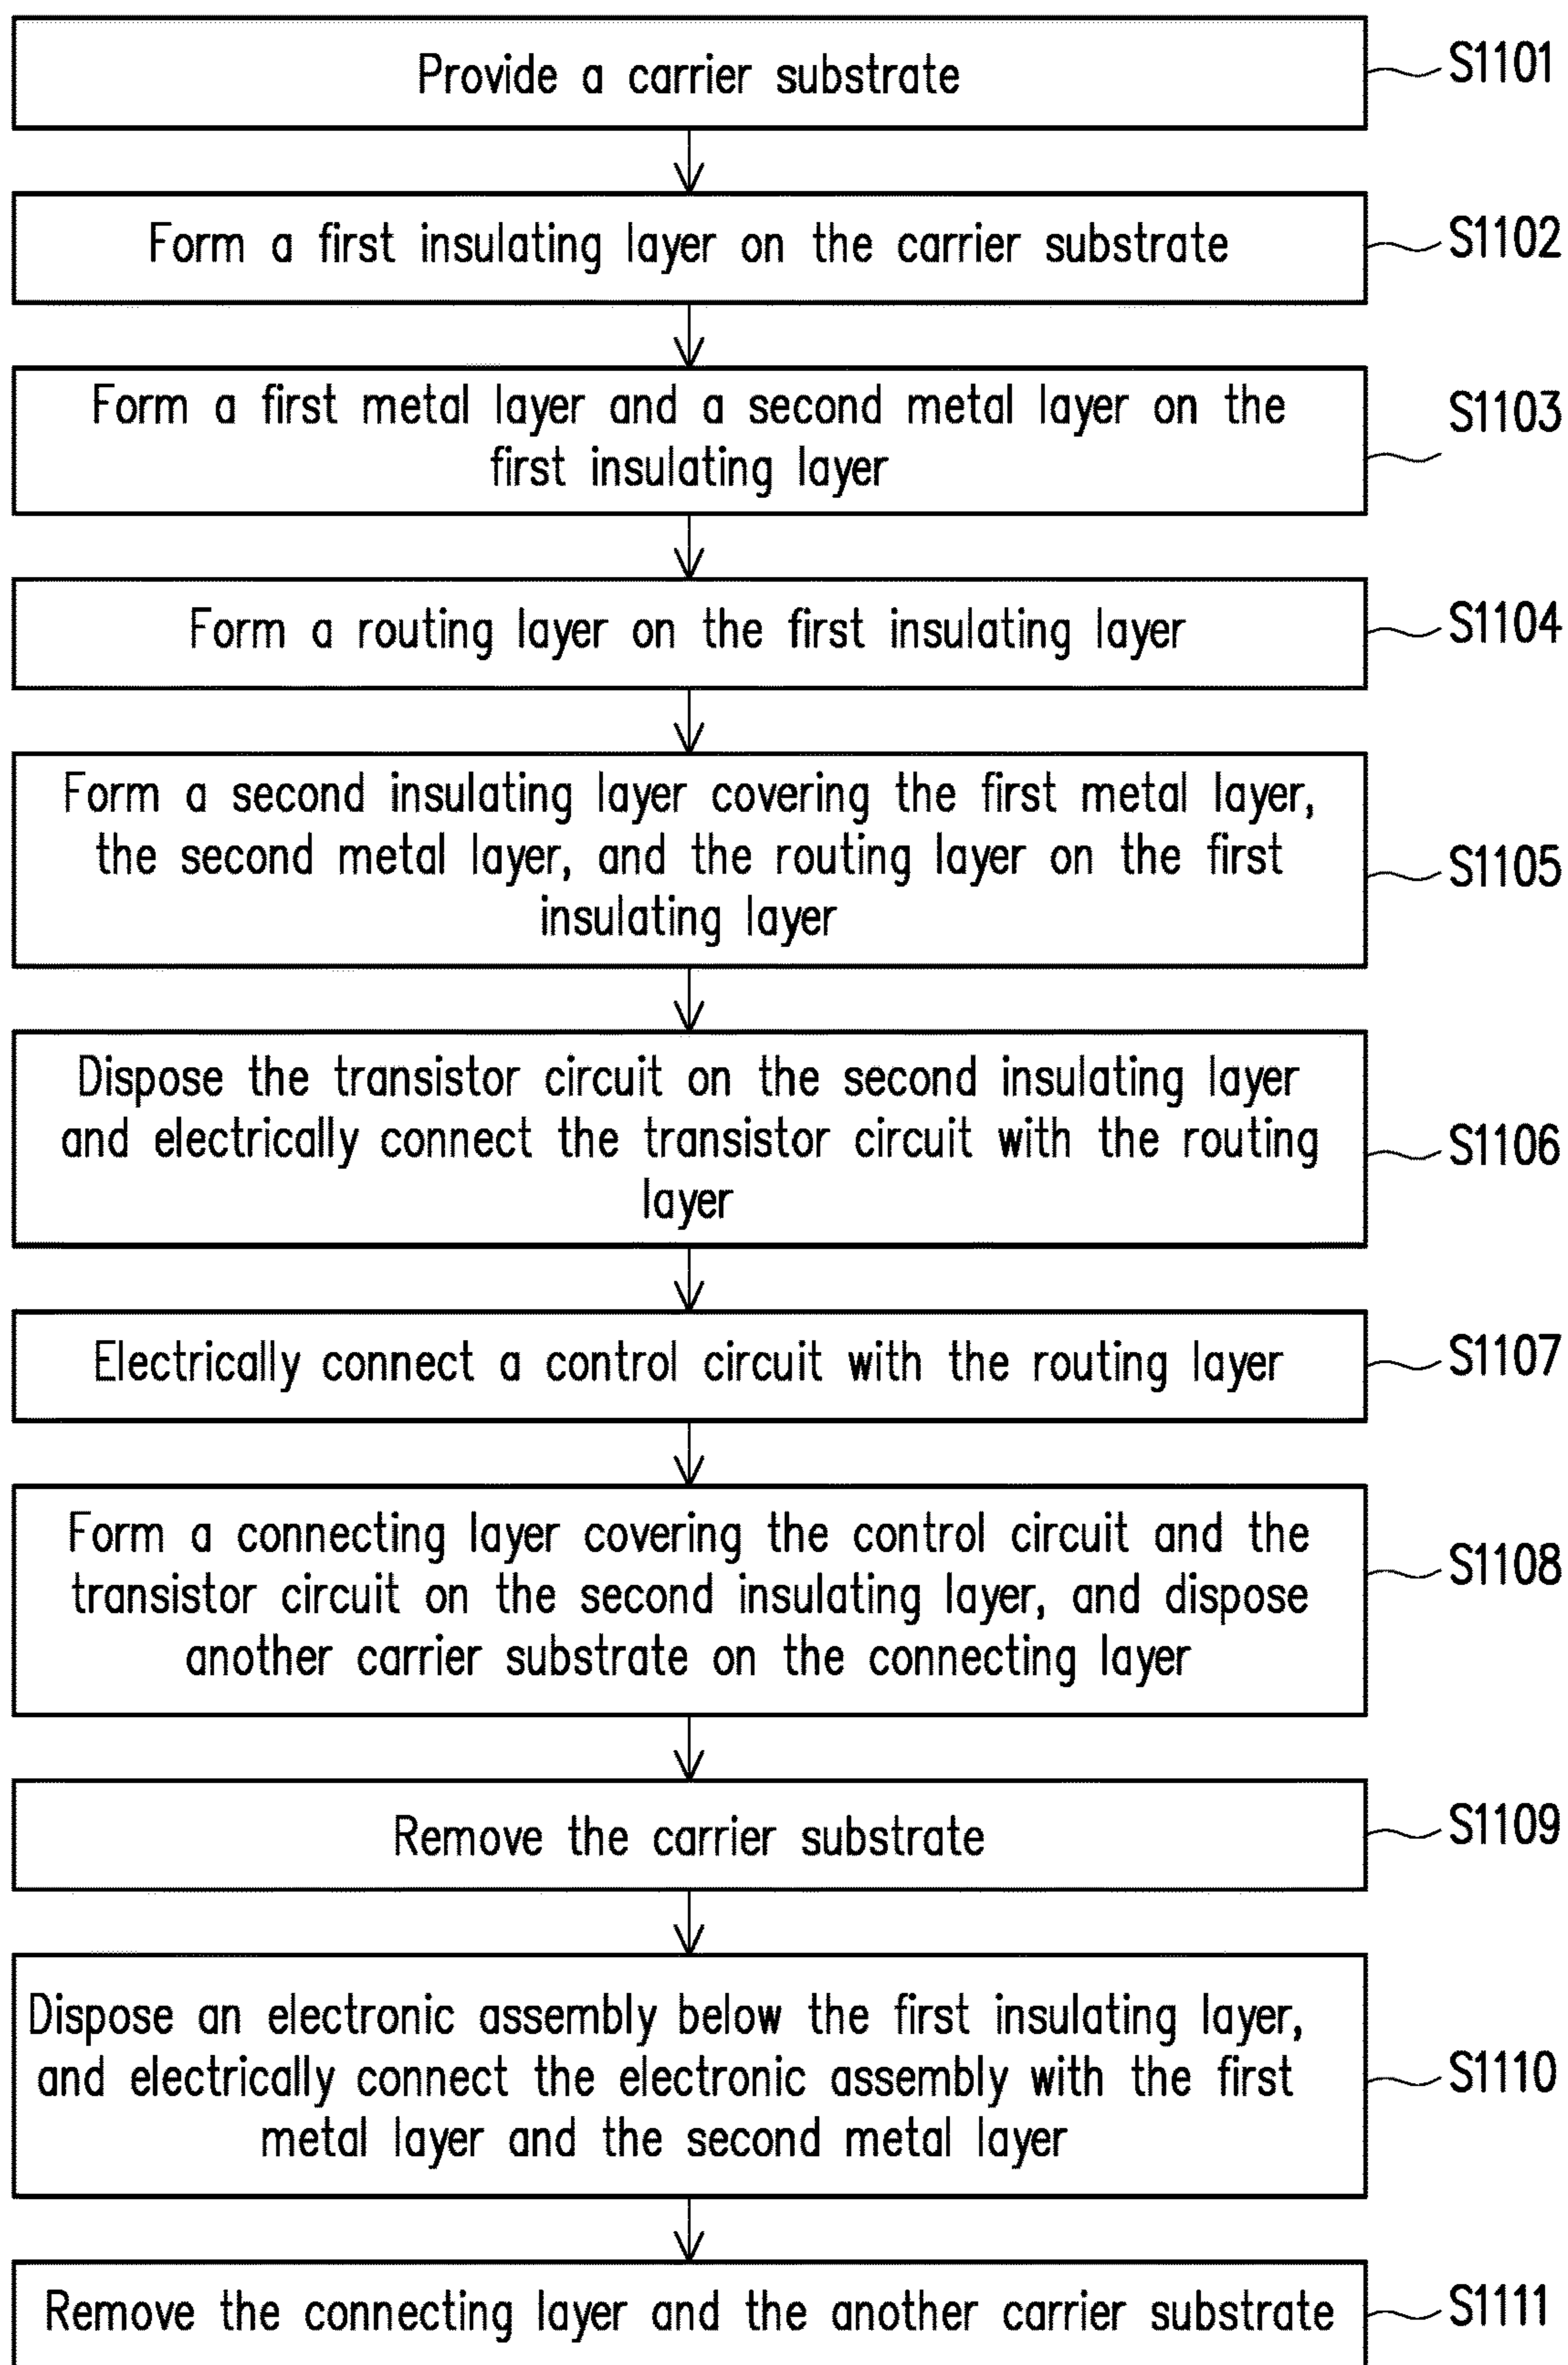 Provide a carrier substrate
S1101
Form a first insulating layer on the carrier substrate
S1102
Form a first metal layer and a second metal layer on the
first insulating layer
S1103
Form a routing layer on the first insulating layer
S1104
Form a second insulating layer covering the first metal layer,
the second metal layer, and the routing layer on the first
insulating layer
S1105
Dispose the transistor circuit on the second insulating layer
and electrically connect the transistor circuit with the routing
layer
S1106
Electrically connect a control circuit with the routing layer
S1107
Form a connecting layer covering the control circuit and the
transistor circuit on the second insulating layer, and dispose
another carrier substrate on the connecting layer
S1108
Remove the carrier substrate
S1109
Dispose an electronic assembly below the first insulating layer,
and electrically connect the electronic assembly with the first
metal layer and the second metal layer
S1110
Remove the connecting layer and the another carrier substrate
S1111